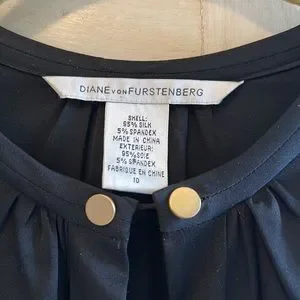 DIANE VON FURSTENBERG
SHELL:
95% SILK
5% SPANDEX
MADE IN CHINA
EXTERIEUR:
95% SOIE
5% SPANDEX
FABRIQUE EN CHINE
10